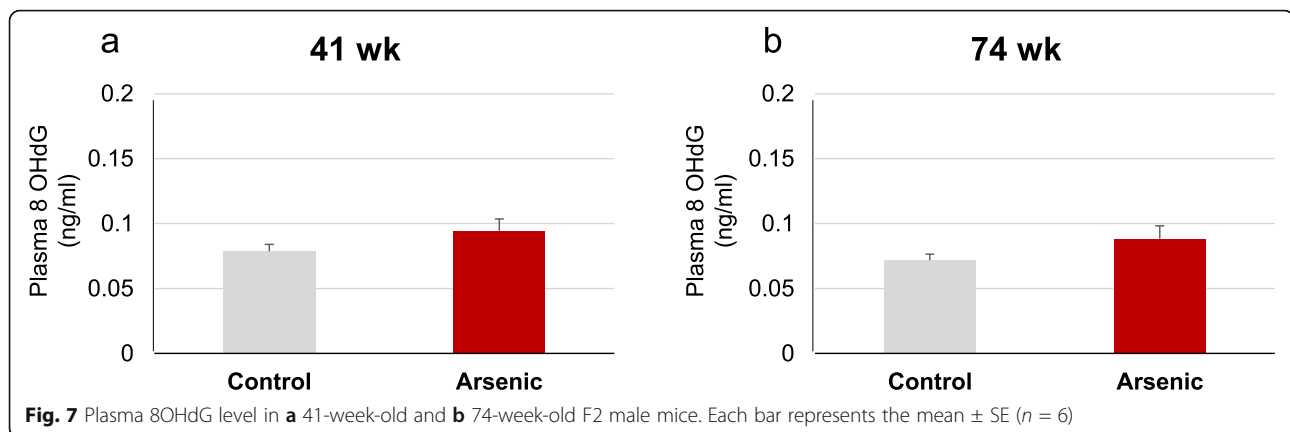 a
41 wk
Plasma 8 OHdG
(ng/ml)
0.2
0.15
0.1
0.05
0
Control Arsenic
b
74 wk
Plasma 8 OHdG
(ng/ml)
0.2
0.15
0.1
0.05
0
Control Arsenic
Fig. 7 Plasma 8OHdG level in a 41-week-old and b 74-week-old F2 male mice. Each bar represents the mean ± SE (n = 6)